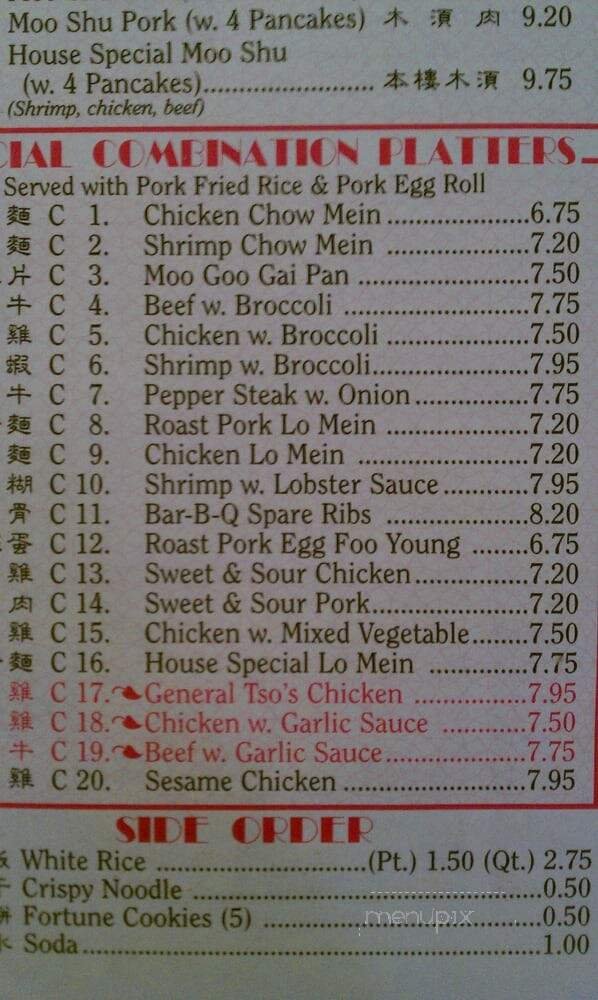 Moo Shu Pork (w. 4 Pancakes) 木 須 肉 9.20
House Special Moo Shu
(w. 4 Pancakes)........................ 本樓木須 9.75
(Shrimp, chicken, beef)
CIAL COMBINATION PLATTERS
Served with Pork Fried Rice & Pork Egg Roll
麵 C 1. Chicken Chow Mein ....................6.75
麵 C 2. Shrimp Chow Mein ....................7.20
片 C 3. Moo Goo Gai Pan ........................7.50
牛 C 4. Beef w. Broccoli ..........................7.75
雞 C 5. Chicken w. Broccoli ....................7.50
蝦 C 6. Shrimp w. Broccoli......................7.95
牛 C 7. Pepper Steak w. Onion................7.75
麵 C 8. Roast Pork Lo Mein ....................7.20
麵 C 9. Chicken Lo Mein ........................7.20
糊 C 10. Shrimp w. Lobster Sauce............7.95
骨 C 11. Bar-B-Q Spare Ribs ....................8.20
蛋 C 12. Roast Pork Egg Foo Young ........6.75
雞 C 13. Sweet & Sour Chicken................7.20
肉 C 14. Sweet & Sour Pork......................7.20
雞 C 15. Chicken w. Mixed Vegetable........7.50
麵 C 16. House Special Lo Mein ..............7.75
雞 C 17. General Tso's Chicken ................7.95
雞 C 18. Chicken w. Garlic Sauce ............7.50
牛 C 19. Beef w. Garlic Sauce....................7.75
雞 C 20. Sesame Chicken ..........................7.95
SIDE ORDER
White Rice ..............................(Pt.) 1.50 (Qt.) 2.75
Crispy Noodle ..................................................0.50
Fortune Cookies (5) ........................................0.50
Soda..................................................................1.00
menupix